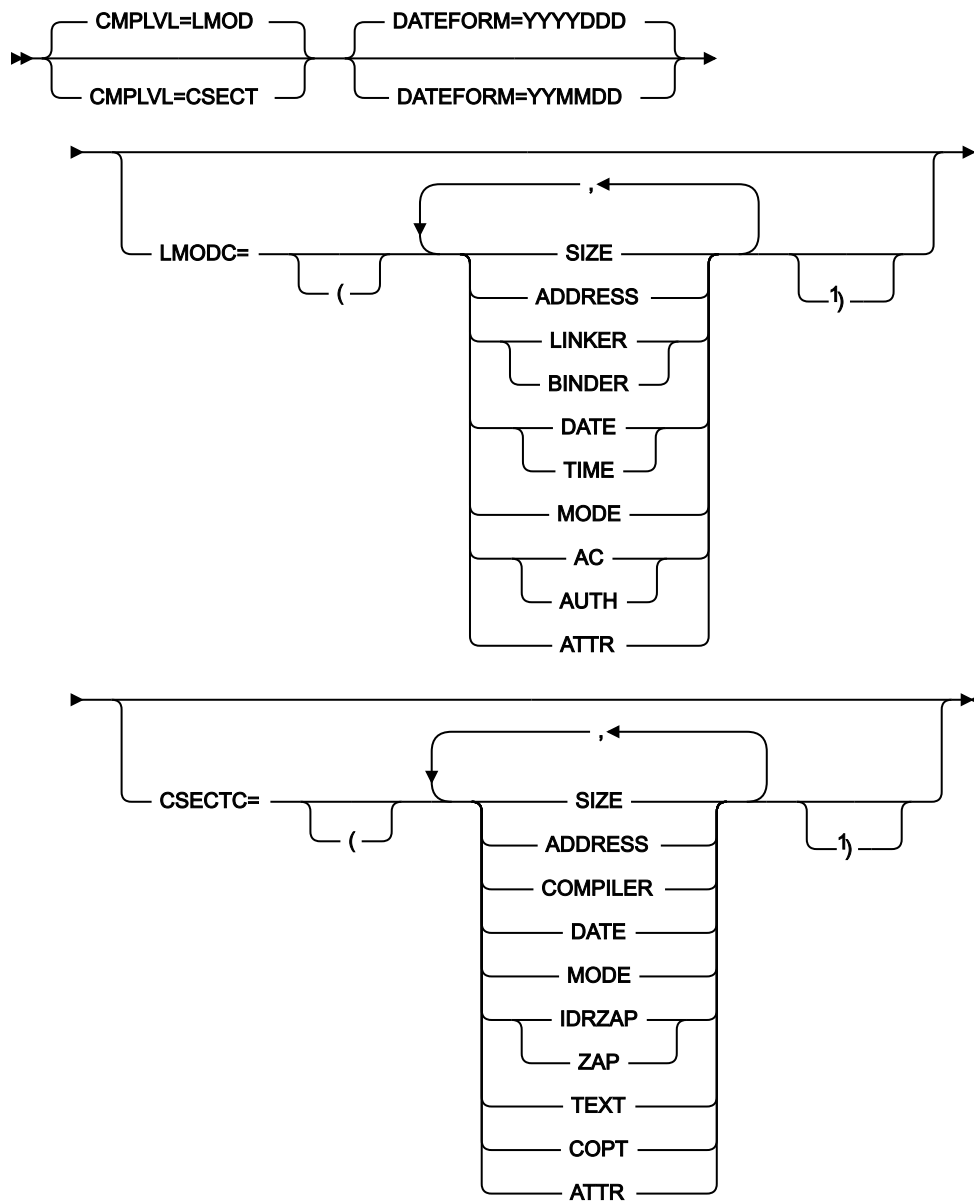 CMPLVL=LMOD DATEFORM=YYYYDDD
CMPLVL=CSECT DATEFORM=YYMMDD
,
LMODC= SIZE
( ADDRESS 1)
LINKER
BINDER
DATE
TIME
MODE
AC
AUTH
ATTR
,
CSECTC= SIZE
( ADDRESS 1)
COMPILER
DATE
MODE
IDRZAP
ZAP
TEXT
COPT
ATTR